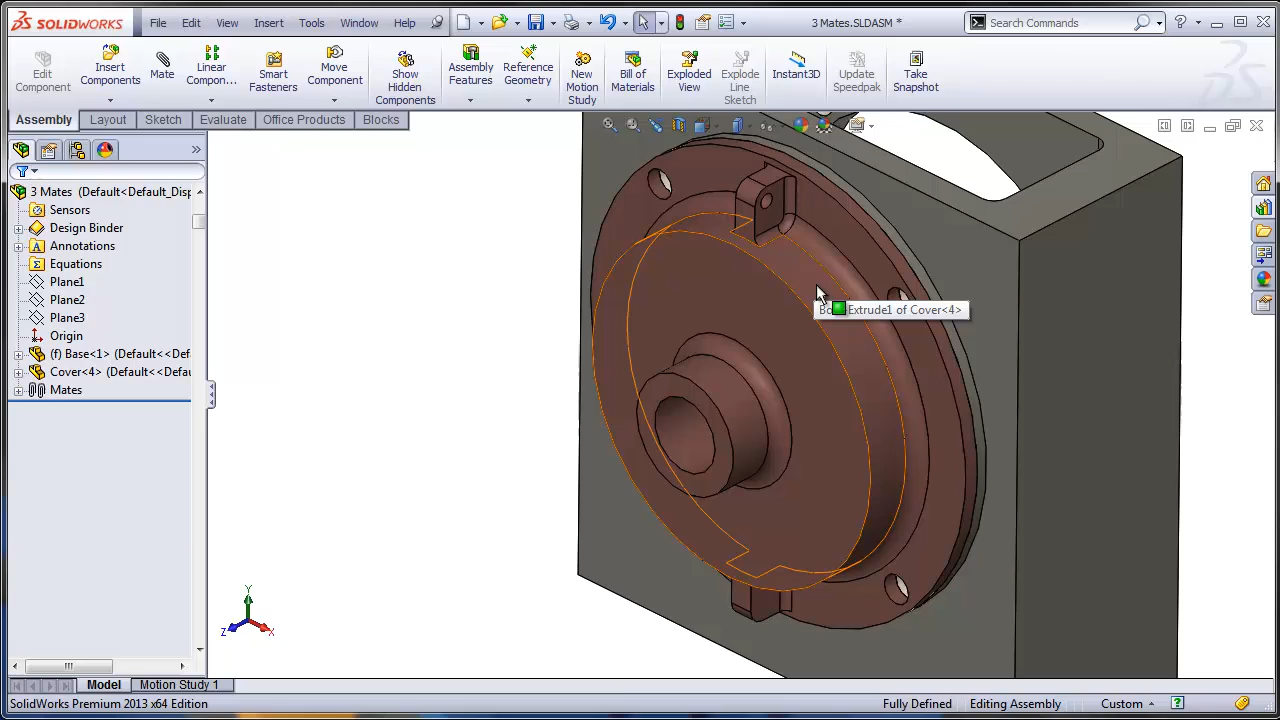 SOLIDWORKS File Edit View Insert Tools Window Help 3 Mates.SLDASM * Search Commands
Edit Component
Insert Components
Mate
Linear Compon...
Smart Fasteners
Move Component
Show Hidden Components
Assembly Features
Reference Geometry
New Motion Study
Bill of Materials
Exploded View
Explode Line Sketch
Instant3D
Update Speedpak
Take Snapshot
Assembly Layout Sketch Evaluate Office Products Blocks
3 Mates (Default<Default_Disp
Sensors
Design Binder
Annotations
Equations
Plane1
Plane2
Plane3
Origin
(f) Base<1> (Default<<Def
Cover<4> (Default<<Defau
Mates
Extrude1 of Cover<4>
Y
Z X
Model Motion Study 1
SolidWorks Premium 2013 x64 Edition Fully Defined Editing Assembly Custom